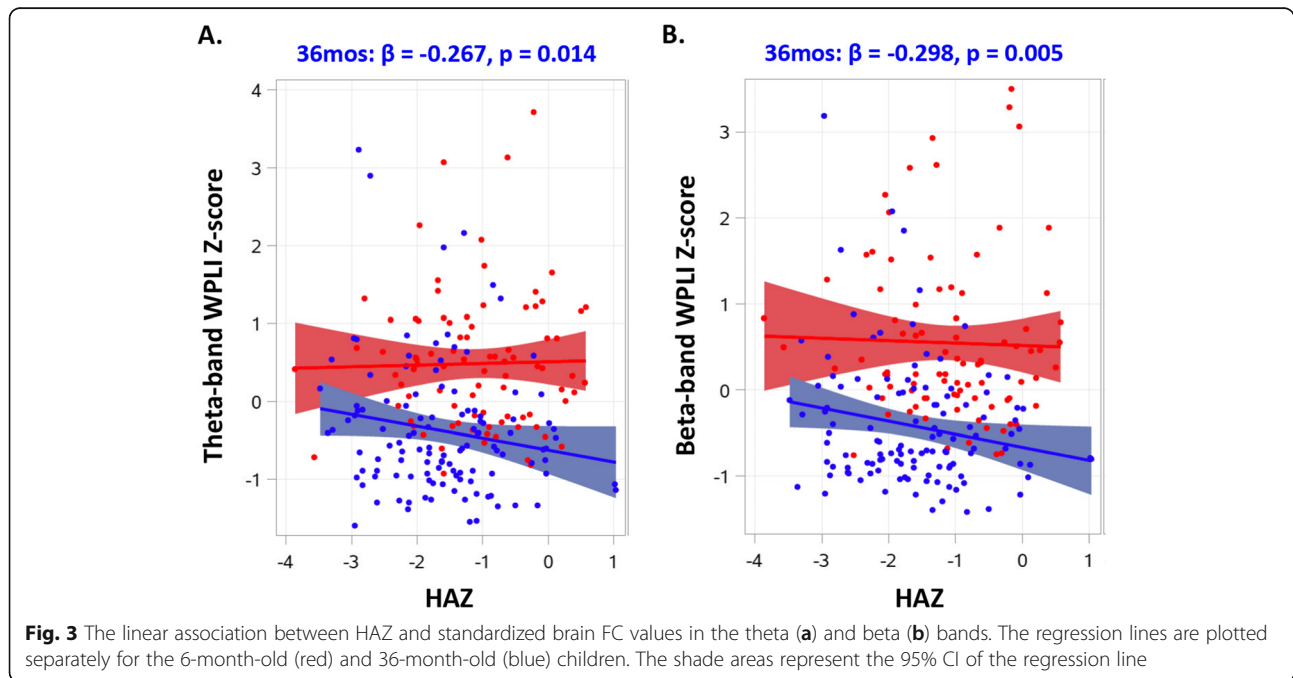 A.
36mos: β = -0.267, p = 0.014
Theta-band WPLI Z-score
4
3
2
1
0
-1
-4 -3 -2 -1 0 1
HAZ
B.
36mos: β = -0.298, p = 0.005
Beta-band WPLI Z-score
3
2
1
0
-1
-4 -3 -2 -1 0 1
HAZ
Fig. 3 The linear association between HAZ and standardized brain FC values in the theta (a) and beta (b) bands. The regression lines are plotted
separately for the 6-month-old (red) and 36-month-old (blue) children. The shade areas represent the 95% CI of the regression line